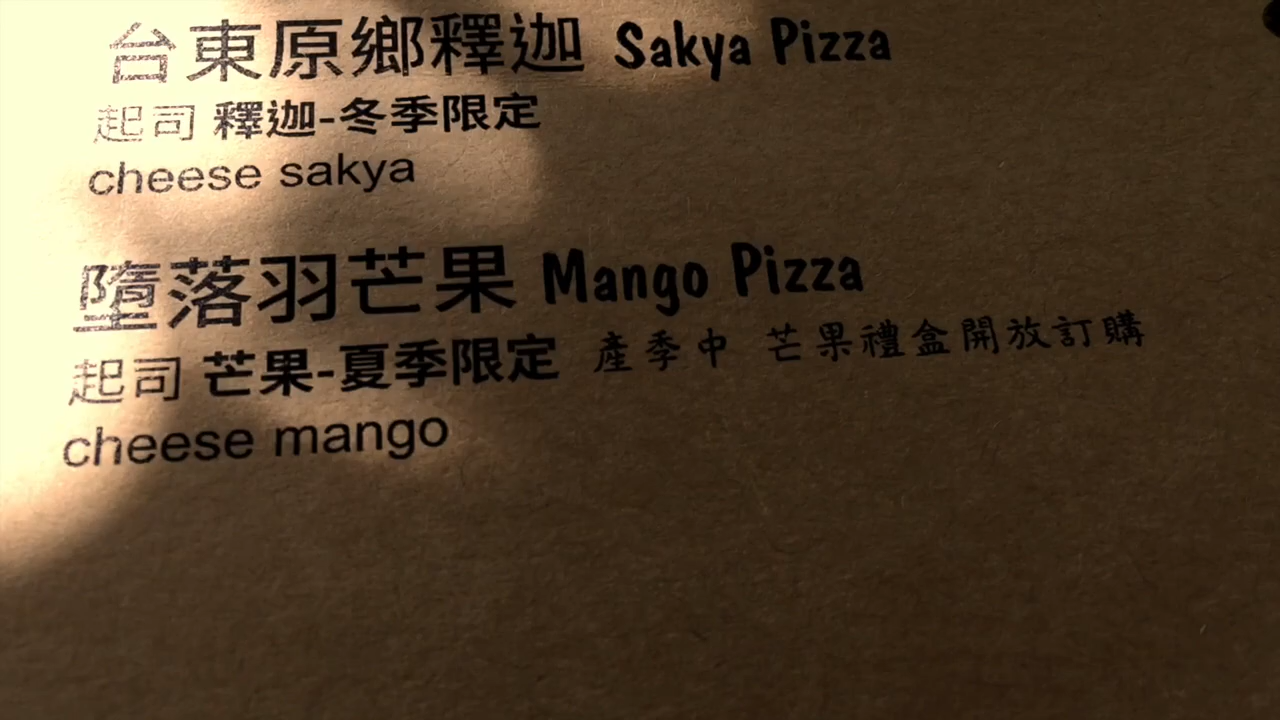 台東原鄉釋迦 Sakya Pizza
起司 釋迦-冬季限定
cheese sakya
墮落羽芒果 Mango Pizza
起司 芒果-夏季限定 產季中 芒果禮盒開放訂購
cheese mango